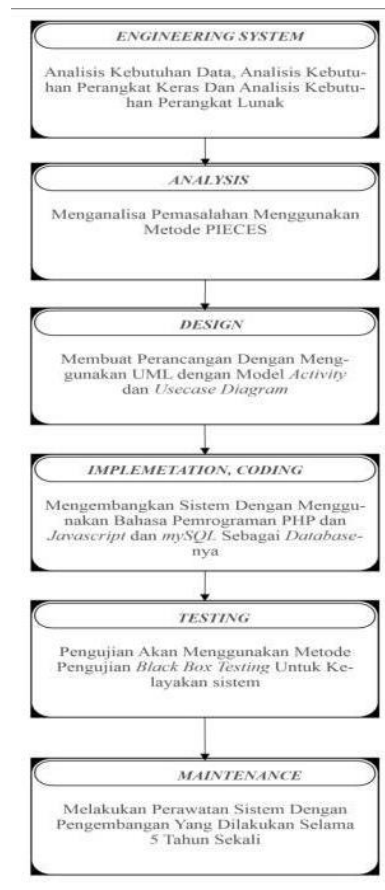 ENGINEERING SYSTEM
Analisis Kebutuhan Data, Analisis Kebutu-
han Perangkat Keras Dan Analisis Kebutu-
han Perangkat Lunak
ANALYSIS
Menganalisa Pemasalahan Menggunakan
Metode PIECES
DESIGN
Membuat Perancangan Dengan Meng-
gunakan UML dengan Model Activity
dan Usecase Diagram
IMPLEMETATION, CODING
Mengembangkan Sistem Dengan Menggu-
nakan Bahasa Pemrograman PHP dan
Javascript dan mySQL Sebagai Database-
nya
TESTING
Pengujian Akan Menggunakan Metode
Pengujian Black Box Testing Untuk Ke-
layakan sistem
MAINTENANCE
Melakukan Perawatan Sistem Dengan
Pengembangan Yang Dilakukan Selama
5 Tahun Sekali